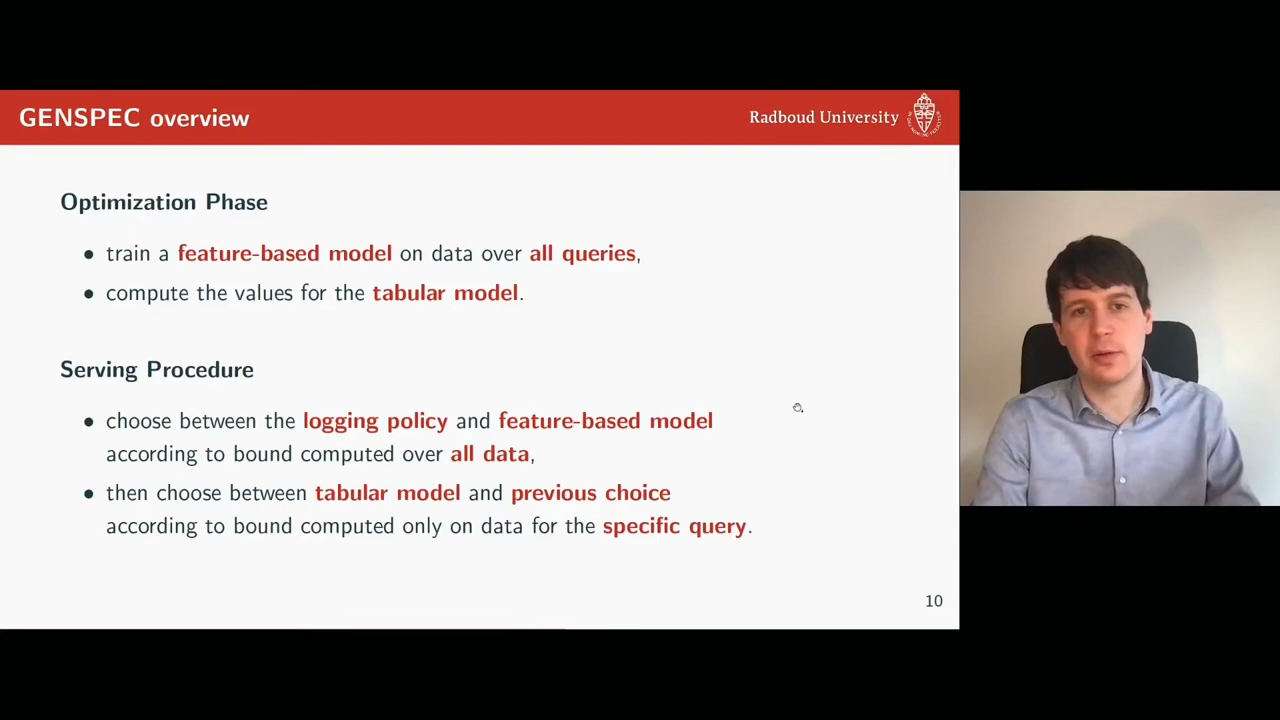 GENSPEC overview
Radboud University
Optimization Phase
• train a feature-based model on data over all queries,
• compute the values for the tabular model.
Serving Procedure
• choose between the logging policy and feature-based model
according to bound computed over all data,
• then choose between tabular model and previous choice
according to bound computed only on data for the specific query.
10